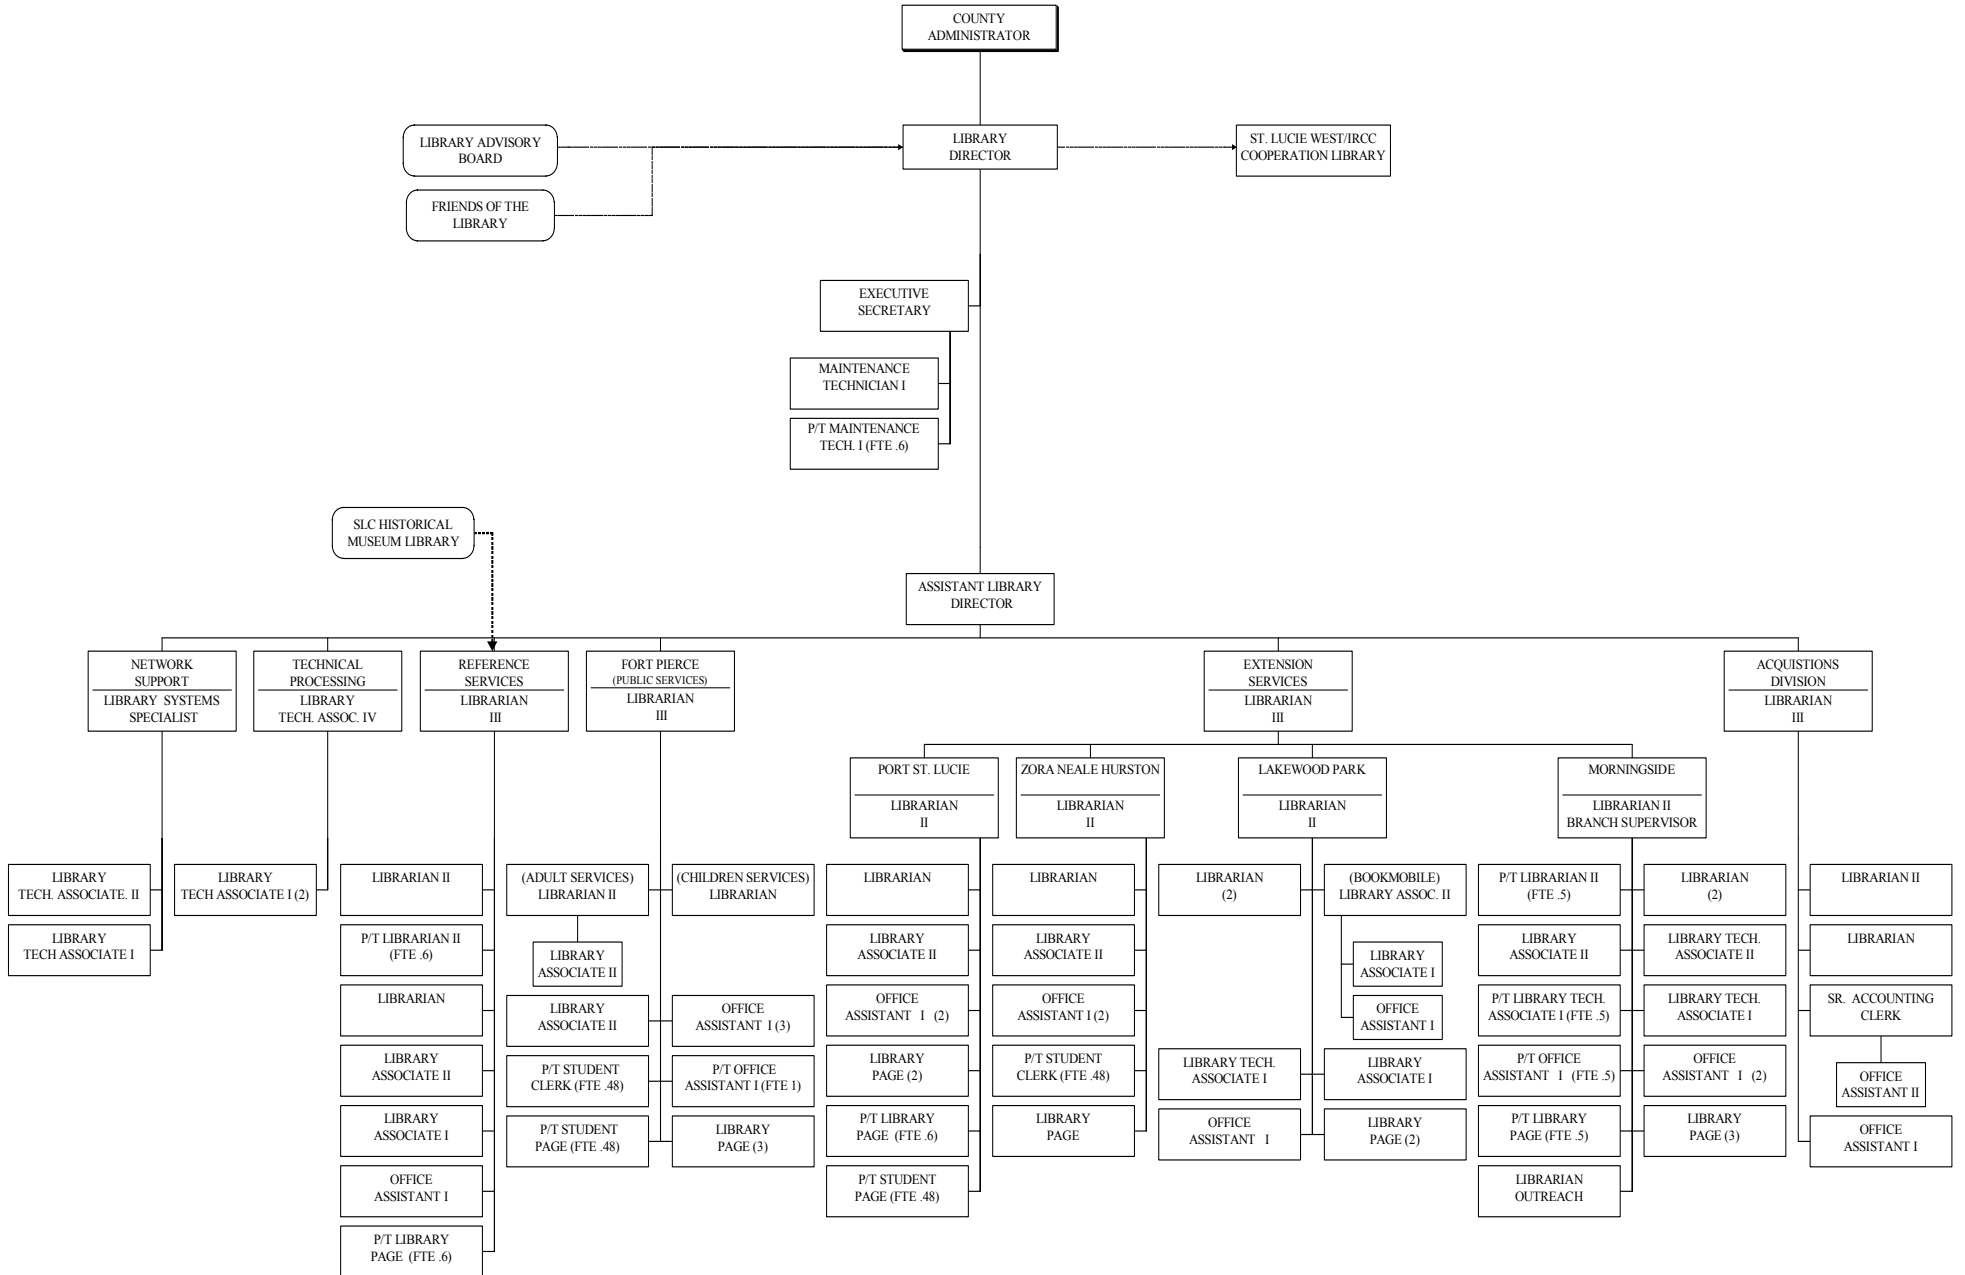 COUNTY
ADMINISTRATOR
LIBRARY ADVISORY
BOARD
LIBRARY
DIRECTOR
ST. LUCIE WEST/IRCC
COOPERATION LIBRARY
FRIENDS OF THE
LIBRARY
EXECUTIVE
SECRETARY
MAINTENANCE
TECHNICIAN I
P/T MAINTENANCE
TECH. I (FTE .6)
SLC HISTORICAL
MUSEUM LIBRARY
ASSISTANT LIBRARY
DIRECTOR
NETWORK
SUPPORT
LIBRARY SYSTEMS
SPECIALIST
TECHNICAL
PROCESSING
LIBRARY
TECH. ASSOC. IV
REFERENCE
SERVICES
LIBRARIAN
III
FORT PIERCE
(PUBLIC SERVICES)
LIBRARIAN
III
EXTENSION
SERVICES
LIBRARIAN
III
ACQUISTIONS
DIVISION
LIBRARIAN
III
PORT ST. LUCIE
LIBRARIAN
II
ZORA NEALE HURSTON
LIBRARIAN
II
LAKEWOOD PARK
LIBRARIAN
II
MORNINGSIDE
LIBRARIAN II
BRANCH SUPERVISOR
LIBRARY
TECH. ASSOCIATE. II
LIBRARY
TECH ASSOCIATE I
LIBRARY
TECH ASSOCIATE I (2)
LIBRARIAN II
P/T LIBRARIAN II
(FTE .6)
LIBRARIAN
LIBRARY
ASSOCIATE II
LIBRARY
ASSOCIATE I
OFFICE
ASSISTANT I
P/T LIBRARY
PAGE (FTE .6)
(ADULT SERVICES)
LIBRARIAN II
(CHILDREN SERVICES)
LIBRARIAN
LIBRARY
ASSOCIATE II
LIBRARY
ASSOCIATE II
OFFICE
ASSISTANT I (3)
P/T STUDENT
CLERK (FTE .48)
P/T OFFICE
ASSISTANT I (FTE 1)
P/T STUDENT
PAGE (FTE .48)
LIBRARY
PAGE (3)
LIBRARIAN
LIBRARY
ASSOCIATE II
OFFICE
ASSISTANT I (2)
LIBRARY
PAGE (2)
P/T LIBRARY
PAGE (FTE .6)
P/T STUDENT
PAGE (FTE .48)
LIBRARIAN
LIBRARY
ASSOCIATE II
OFFICE
ASSISTANT I (2)
P/T STUDENT
CLERK (FTE .48)
LIBRARY
PAGE
LIBRARIAN
(2)
(BOOKMOBILE)
LIBRARY ASSOC. II
LIBRARY
ASSOCIATE I
OFFICE
ASSISTANT I
LIBRARY TECH.
ASSOCIATE I
LIBRARY
ASSOCIATE I
OFFICE
ASSISTANT I
LIBRARY
PAGE (2)
P/T LIBRARIAN II
(FTE .5)
LIBRARIAN
(2)
LIBRARY
ASSOCIATE II
LIBRARY TECH.
ASSOCIATE II
P/T LIBRARY TECH.
ASSOCIATE I (FTE .5)
LIBRARY TECH.
ASSOCIATE I
P/T OFFICE
ASSISTANT I (FTE .5)
OFFICE
ASSISTANT I (2)
P/T LIBRARY
PAGE (FTE .5)
LIBRARY
PAGE (3)
LIBRARIAN
OUTREACH
LIBRARIAN II
LIBRARIAN
SR. ACCOUNTING
CLERK
OFFICE
ASSISTANT II
OFFICE
ASSISTANT I